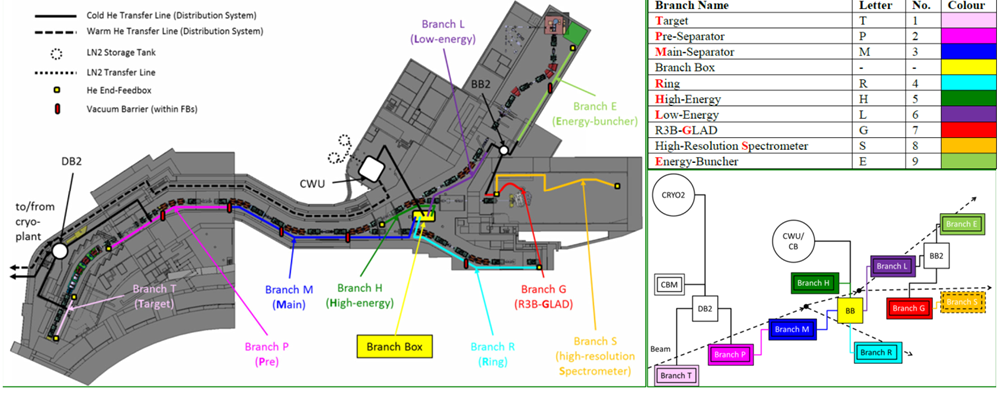 Cold He Transfer Line (Distribution System)
Warm He Transfer Line (Distribution System)
LN2 Storage Tank
LN2 Transfer Line
He End-Feedbox
Vacuum Barrier (within FBs)
Branch L
(Low-energy)
BB2
Branch E
(Energy-buncher)
DB2
CWU
to/from
cryo-
plant
Branch T
(Target)
Branch P
(Pre)
Branch M
(Main)
Branch H
(High-energy)
Branch Box
Branch R
(Ring)
Branch G
(R3B-GLAD)
Branch S
(high-resolution
Spectrometer)
Branch Name Letter No. Colour
Target T 1
Pre-Separator P 2
Main-Separator M 3
Branch Box - -
Ring R 4
High-Energy H 5
Low-Energy L 6
R3B-GLAD G 7
High-Resolution Spectrometer S 8
Energy-Buncher E 9
CRYO2
CWU/
CB
Branch E
BB2
Branch L
CBM
Branch H
DB2
BB
Branch G
Branch S
Branch M
Beam
Branch P
Branch R
Branch T